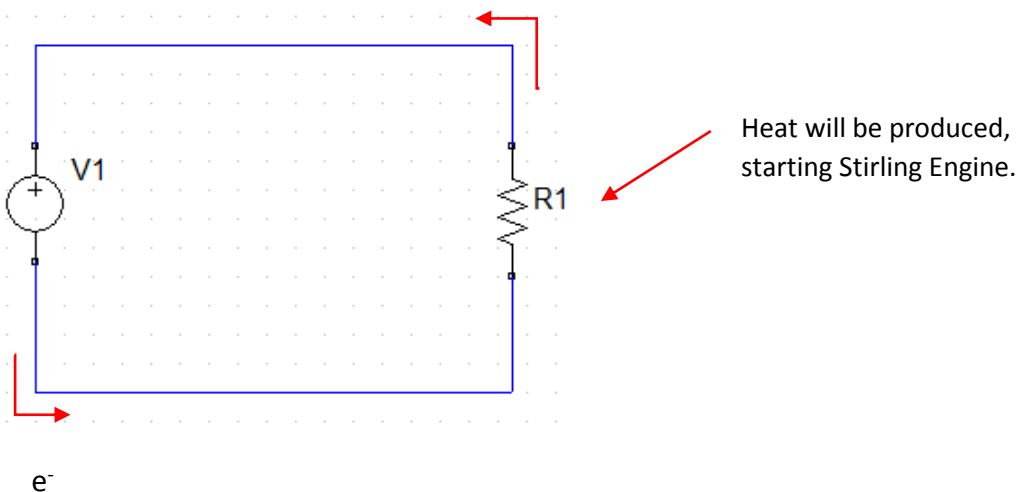 V1
+
R1
Heat will be produced,
starting Stirling Engine.
e⁻